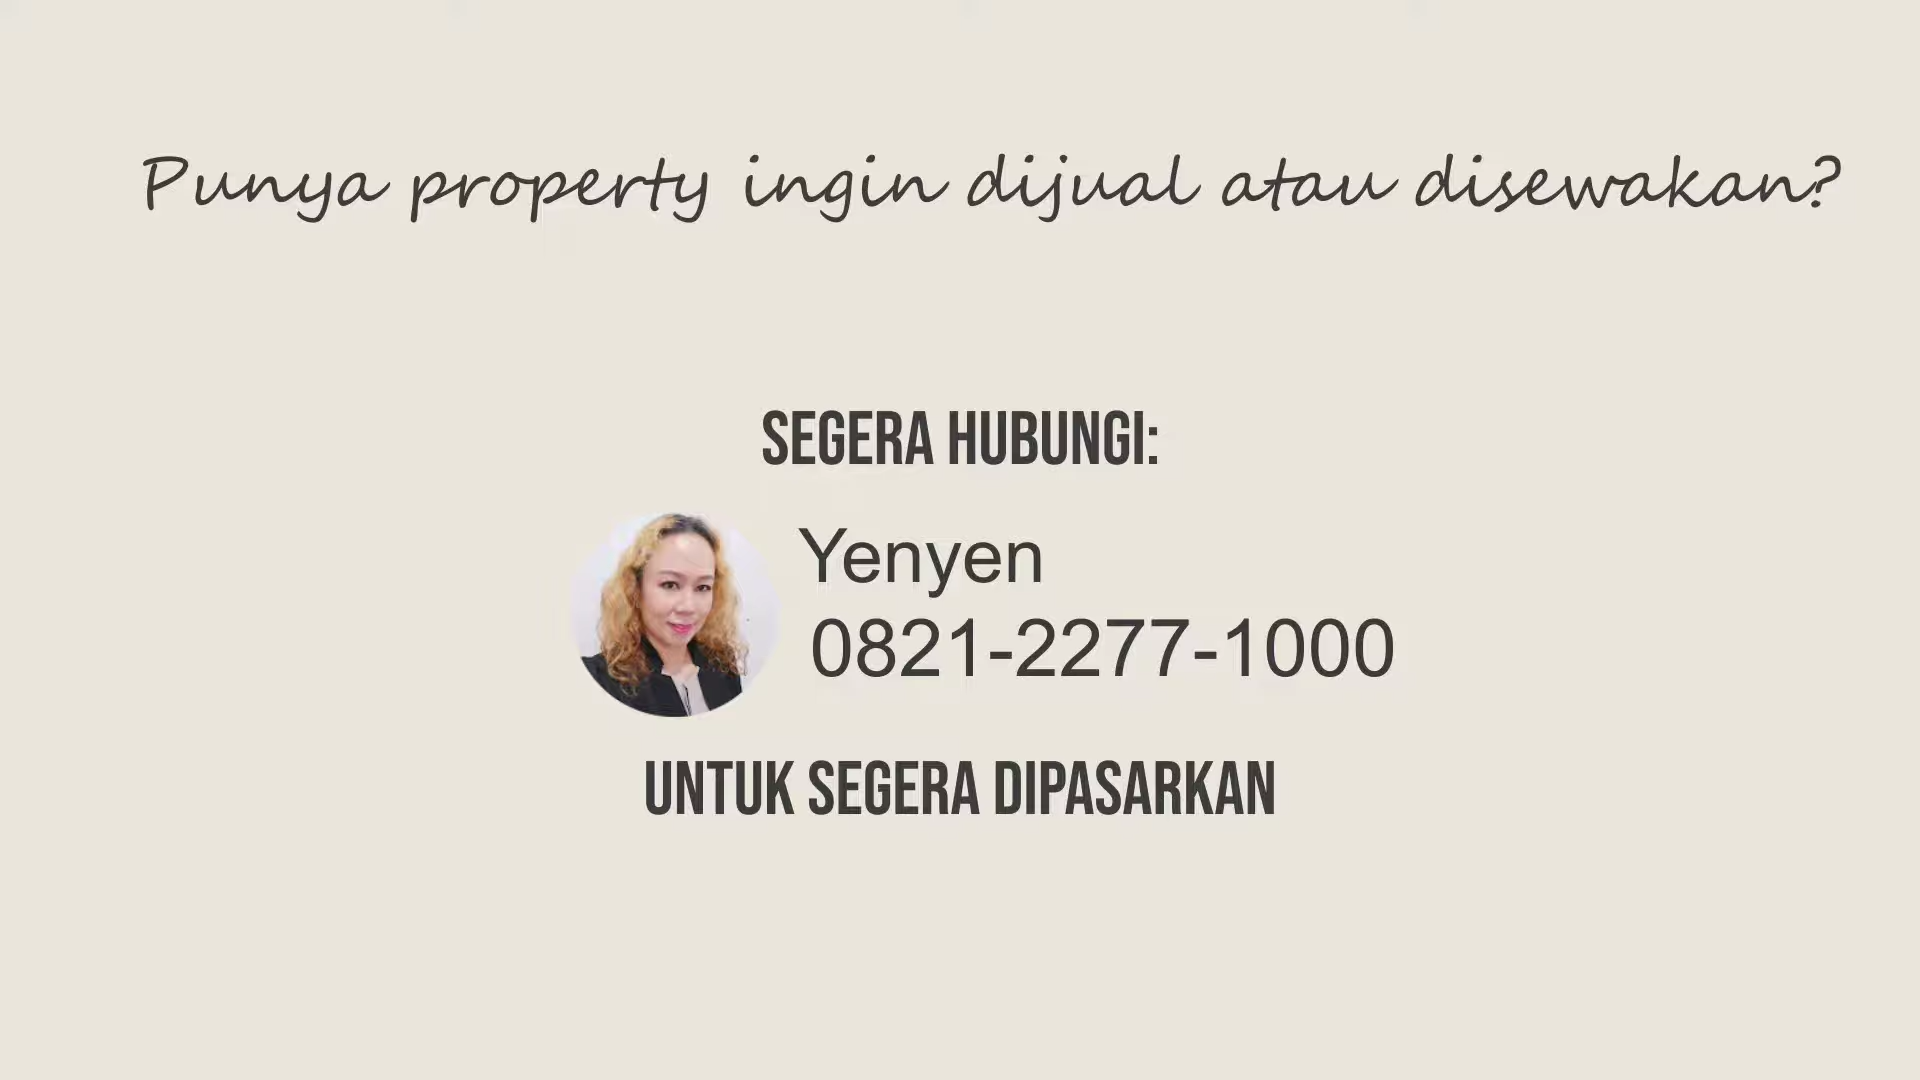 Punya property ingin dijual atau disewakan?
SEGERA HUBUNGI:
Yenyen
0821-2277-1000
UNTUK SEGERA DIPASARKAN